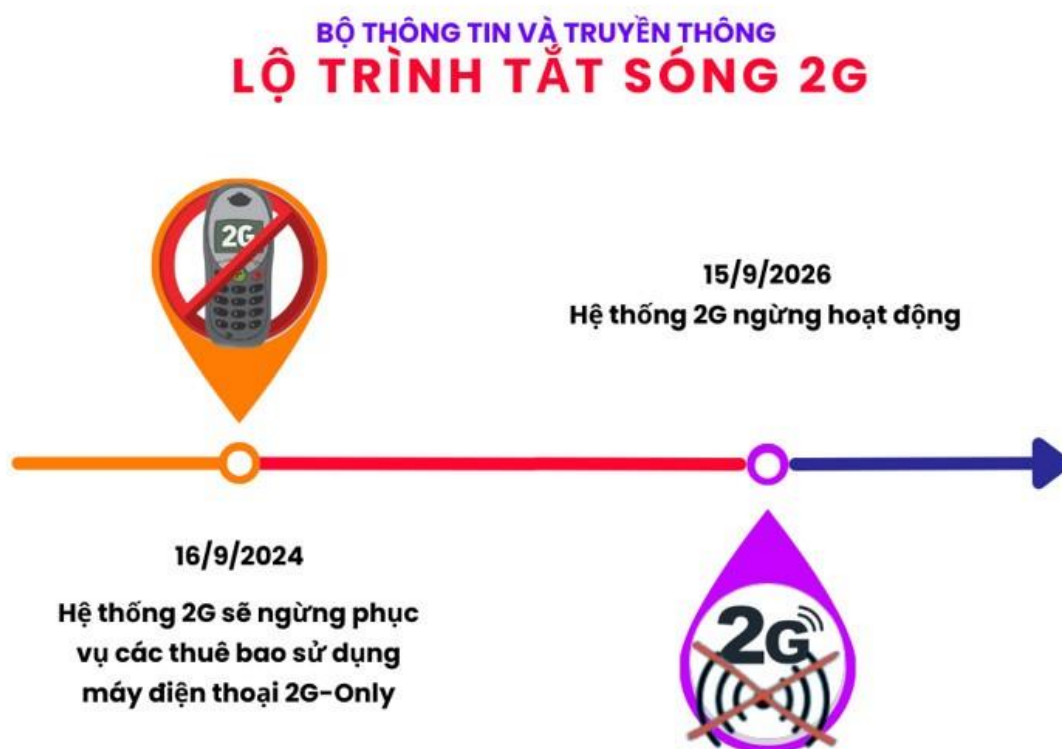 BỘ THÔNG TIN VÀ TRUYỀN THÔNG
LỘ TRÌNH TẮT SÓNG 2G
2G
15/9/2026
Hệ thống 2G ngừng hoạt động
16/9/2024
Hệ thống 2G sẽ ngừng phục
vụ các thuê bao sử dụng
máy điện thoại 2G-Only
2G